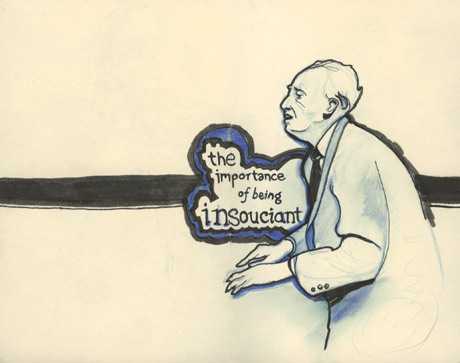 the
importance
of being
insouciant